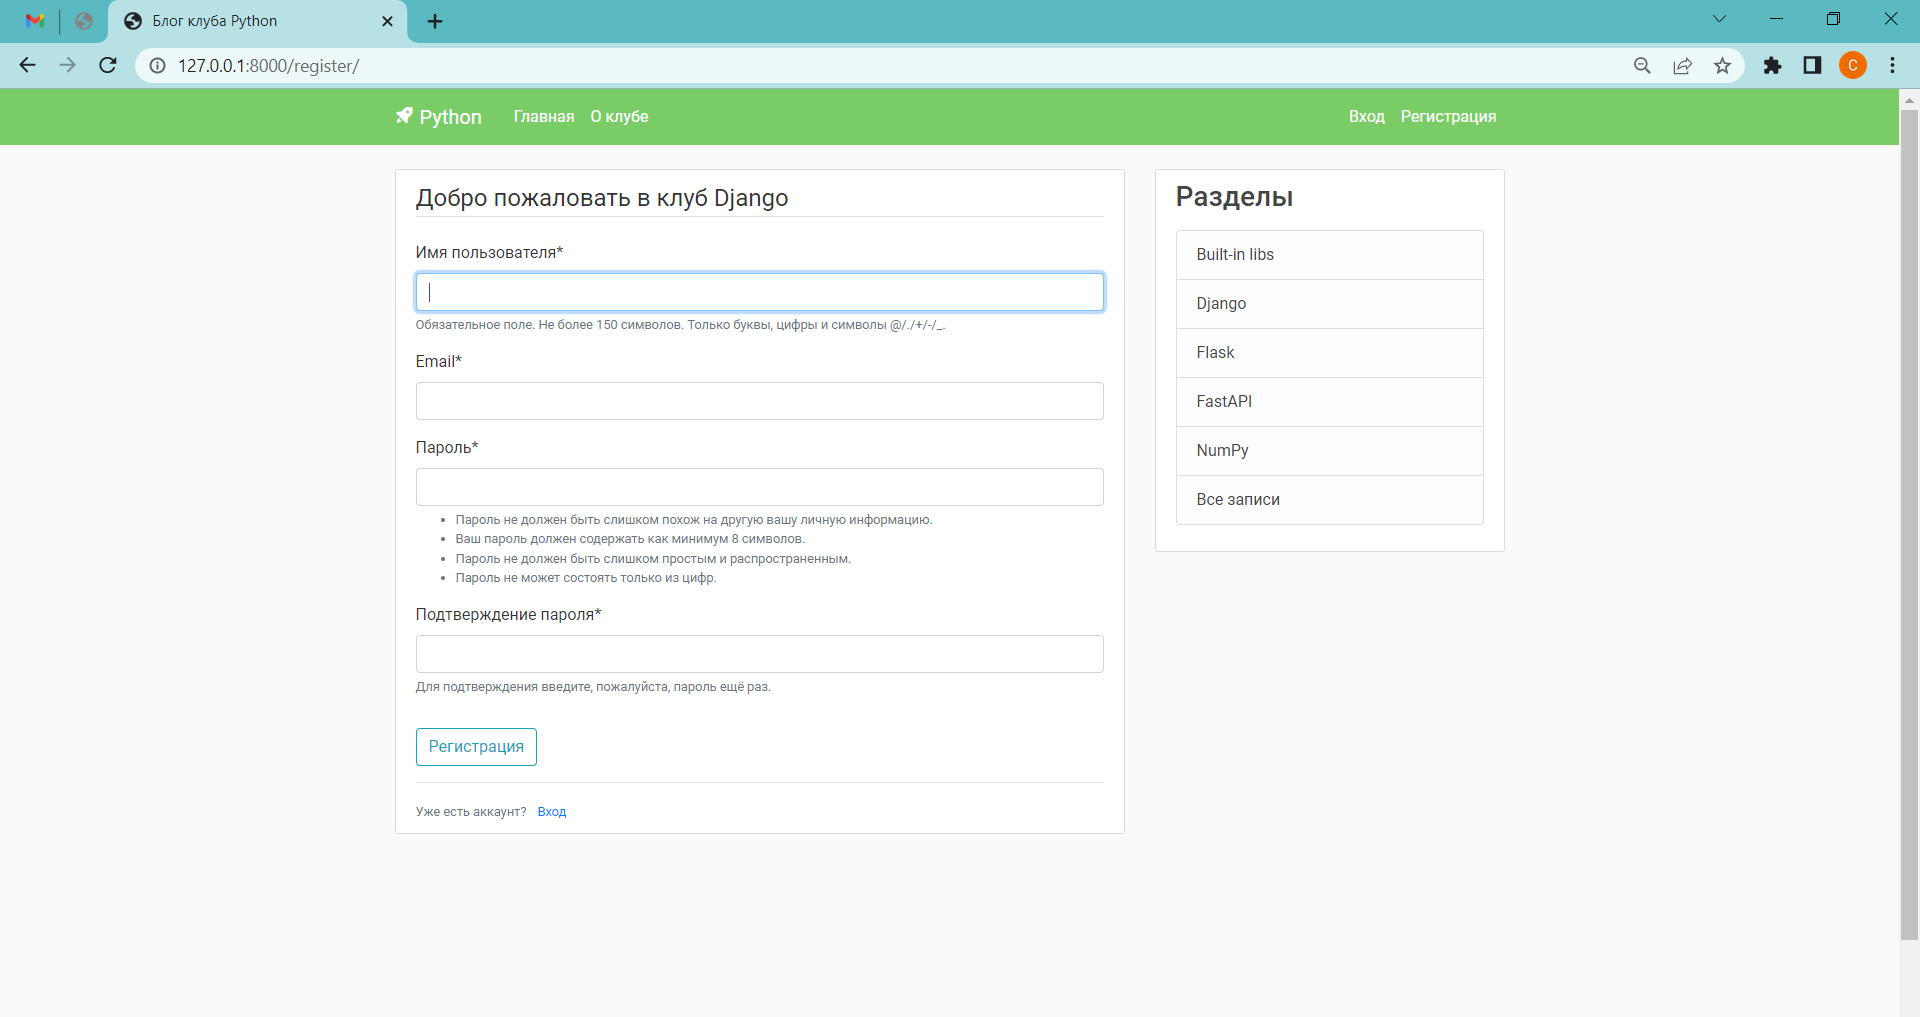 Блог клуба Python
127.0.0.1:8000/register/
C
Python Главная О клубе Вход Регистрация
Добро пожаловать в клуб Django
Имя пользователя*
Обязательное поле. Не более 150 символов. Только буквы, цифры и символы @/./+/-/_.
Email*
Пароль*
Пароль не должен быть слишком похож на другую вашу личную информацию.
Ваш пароль должен содержать как минимум 8 символов.
Пароль не должен быть слишком простым и распространенным.
Пароль не может состоять только из цифр.
Подтверждение пароля*
Для подтверждения введите, пожалуйста, пароль ещё раз.
Регистрация
Уже есть аккаунт? Вход
Разделы
Built-in libs
Django
Flask
FastAPI
NumPy
Все записи